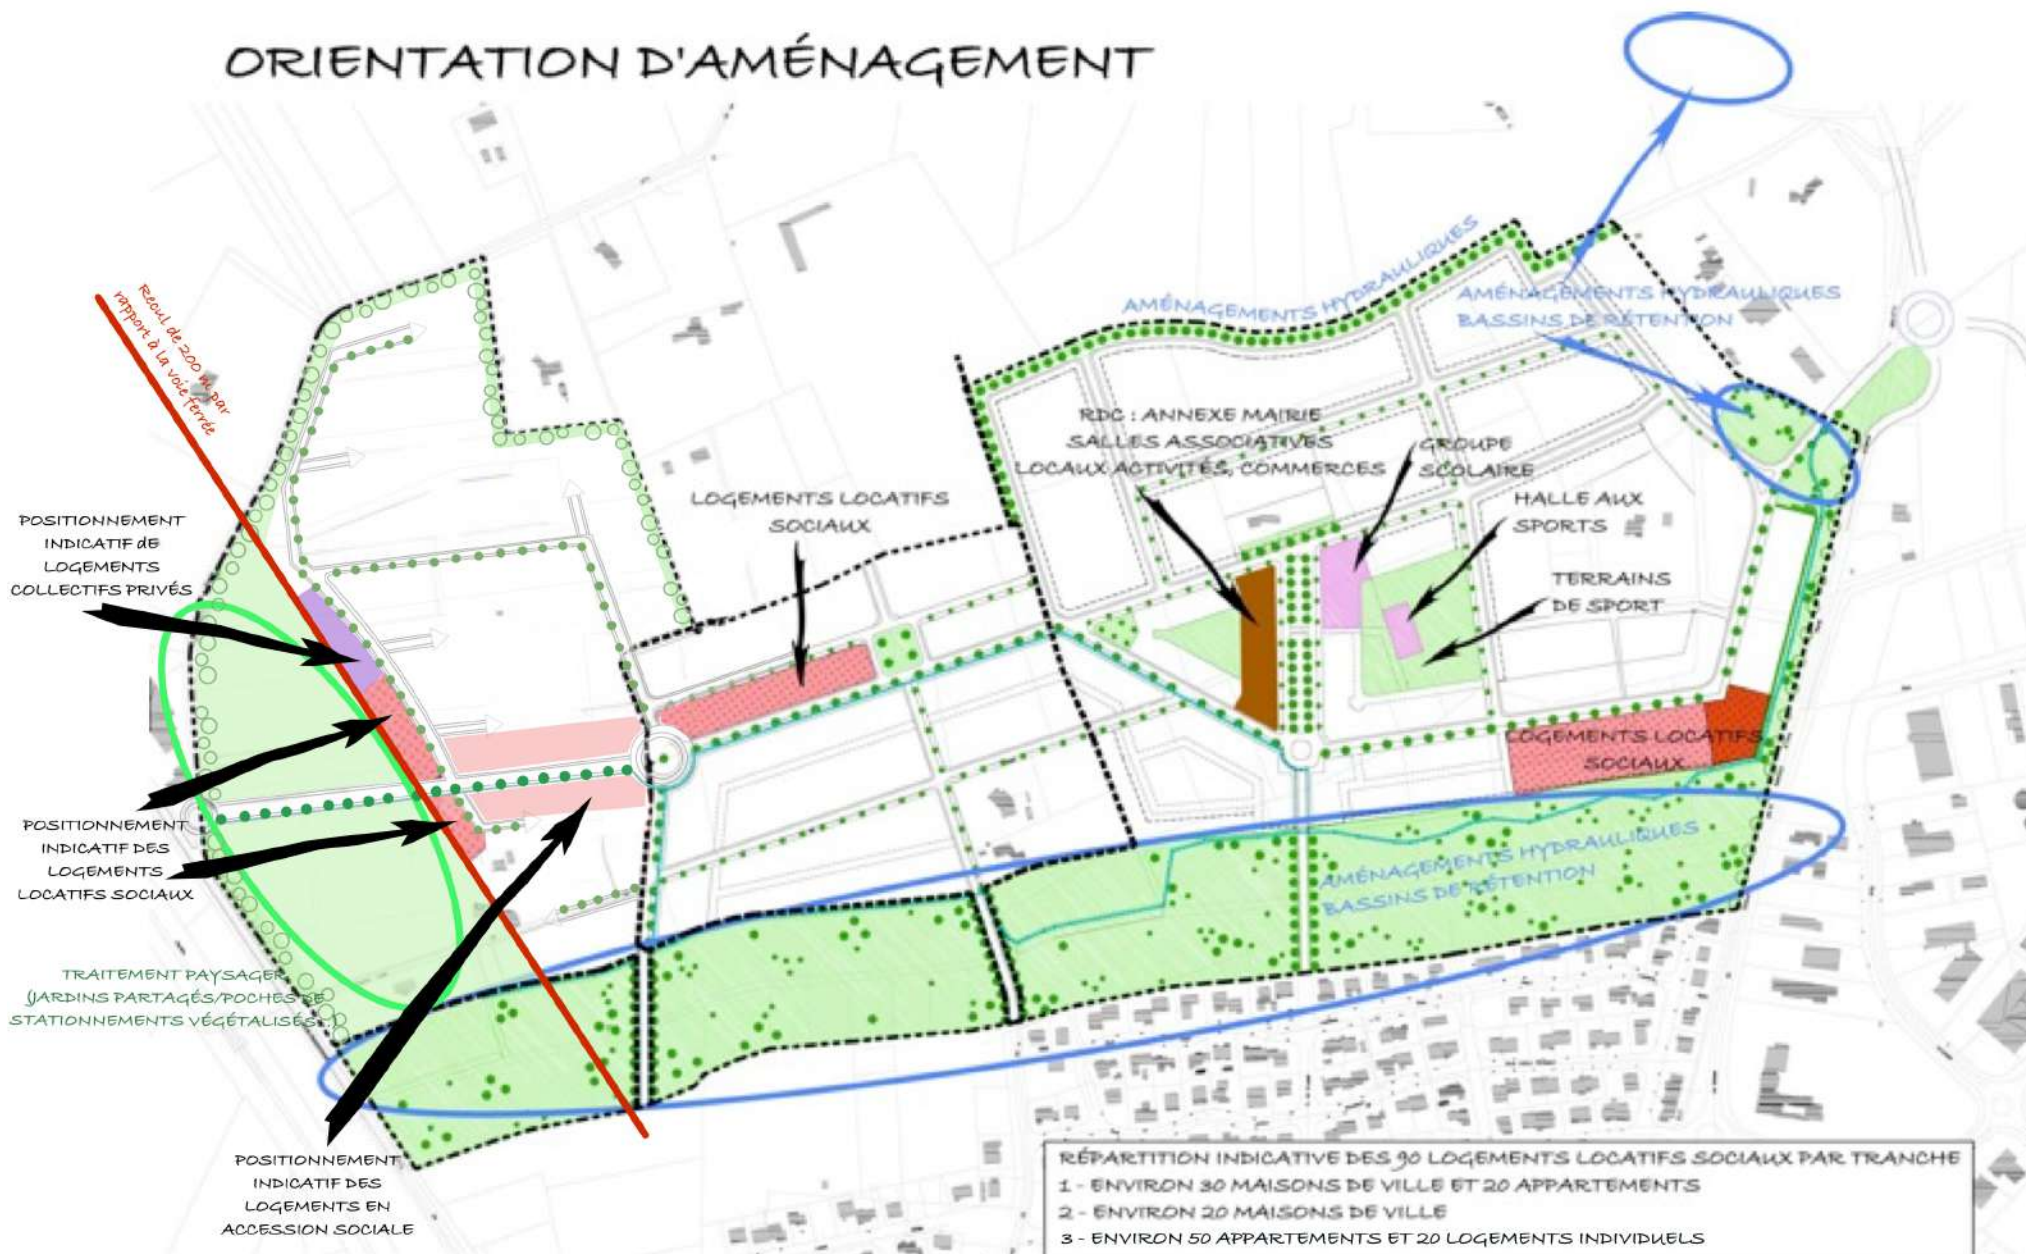 ORIENTATION D'AMÉNAGEMENT
Recul de 200 m par
rapport à la voie ferrée
AMÉNAGEMENTS HYDRAULIQUES
AMÉNAGEMENTS HYDRAULIQUES
BASSINS DE RÉTENTION
RDC : ANNEXE MAIRIE
SALLES ASSOCIATIVES
LOCAUX ACTIVITÉS, COMMERCES
GROUPE
SCOLAIRE
HALLE AUX
SPORTS
TERRAINS
DE SPORT
LOGEMENTS LOCATIFS
SOCIAUX
POSITIONNEMENT
INDICATIF de
LOGEMENTS
COLLECTIFS PRIVÉS
LOGEMENTS LOCATIFS
SOCIAUX
POSITIONNEMENT
INDICATIF DES
LOGEMENTS
LOCATIFS SOCIAUX
AMÉNAGEMENTS HYDRAULIQUES
BASSINS DE RÉTENTION
TRAITEMENT PAYSAGER
(JARDINS PARTAGÉS/POCHES DE
STATIONNEMENTS VÉGÉTALISÉS...)
POSITIONNEMENT
INDICATIF DES
LOGEMENTS EN
ACCESSION SOCIALE
RÉPARTITION INDICATIVE DES 90 LOGEMENTS LOCATIFS SOCIAUX PAR TRANCHE
1 - ENVIRON 30 MAISONS DE VILLE ET 20 APPARTEMENTS
2 - ENVIRON 20 MAISONS DE VILLE
3 - ENVIRON 50 APPARTEMENTS ET 20 LOGEMENTS INDIVIDUELS